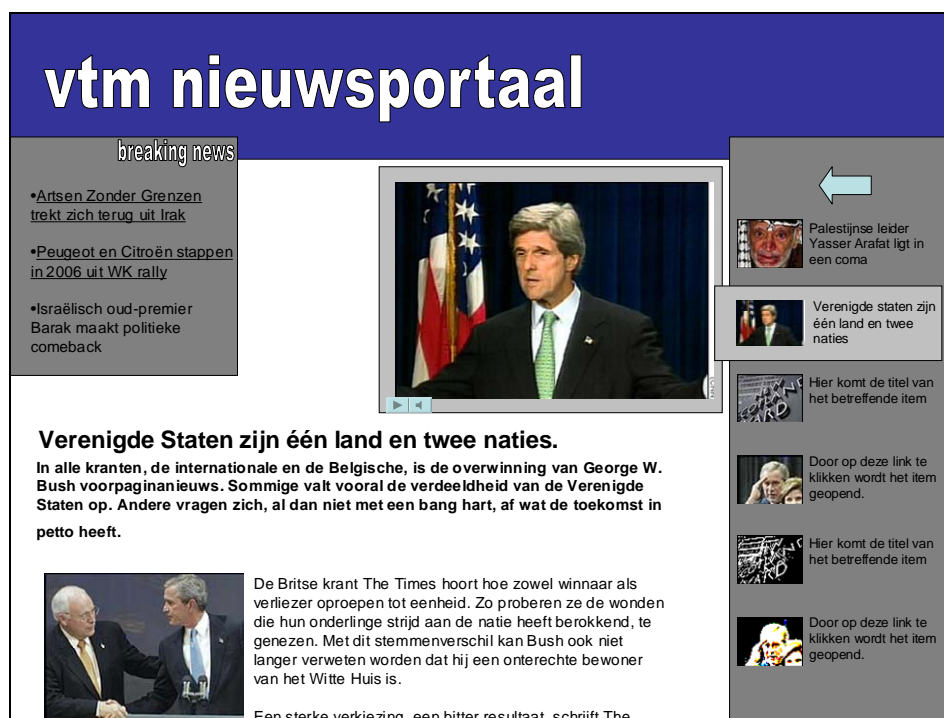 vtm nieuwsportaal
breaking news
•Artsen Zonder Grenzen
trekt zich terug uit Irak
•Peugeot en Citroën stappen
in 2006 uit WK rally
•Israëlisch oud-premier
Barak maakt politieke
comeback
Verenigde Staten zijn één land en twee naties.
In alle kranten, de internationale en de Belgische, is de overwinning van George W.
Bush voorpaginanieuws. Sommige valt vooral de verdeeldheid van de Verenigde
Staten op. Andere vragen zich, al dan niet met een bang hart, af wat de toekomst in
petto heeft.
De Britse krant The Times hoort hoe zowel winnaar als
verliezer oproepen tot eenheid. Zo proberen ze de wonden
die hun onderlinge strijd aan de natie heeft berokkend, te
genezen. Met dit stemmenverschil kan Bush ook niet
langer verweten worden dat hij een onterechte bewoner
van het Witte Huis is.
Een sterke verkiezing, een bitter resultaat, schrijft The
Palestijnse leider
Yasser Arafat ligt in
een coma
Verenigde staten zijn
één land en twee
naties
Hier komt de titel van
het betreffende item
Door op deze link te
klikken wordt het item
geopend.
Hier komt de titel van
het betreffende item
Door op deze link te
klikken wordt het item
geopend.